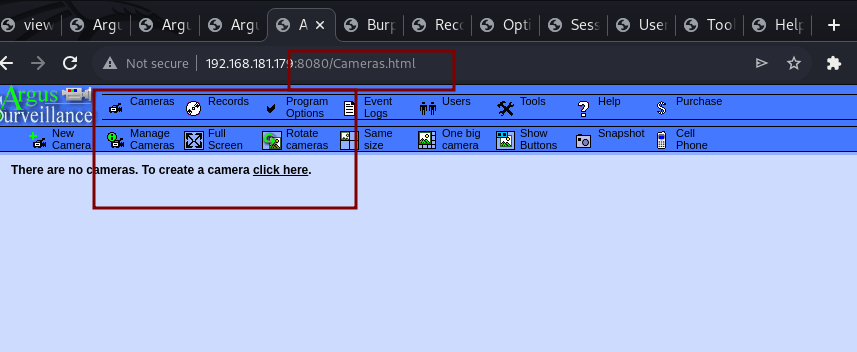 view
Argu
Argu
Argu
A
Burp
Reco
Opti
Sess
User
Tool
Help
Not secure
192.168.181.179:8080/Cameras.html
Argus
Surveillance
Cameras
Records
Program
Options
Event
Logs
Users
Tools
Help
Purchase
New
Camera
Manage
Cameras
Full
Screen
Rotate
cameras
Same
size
One big
camera
Show
Buttons
Snapshot
Cell
Phone
There are no cameras. To create a camera click here.